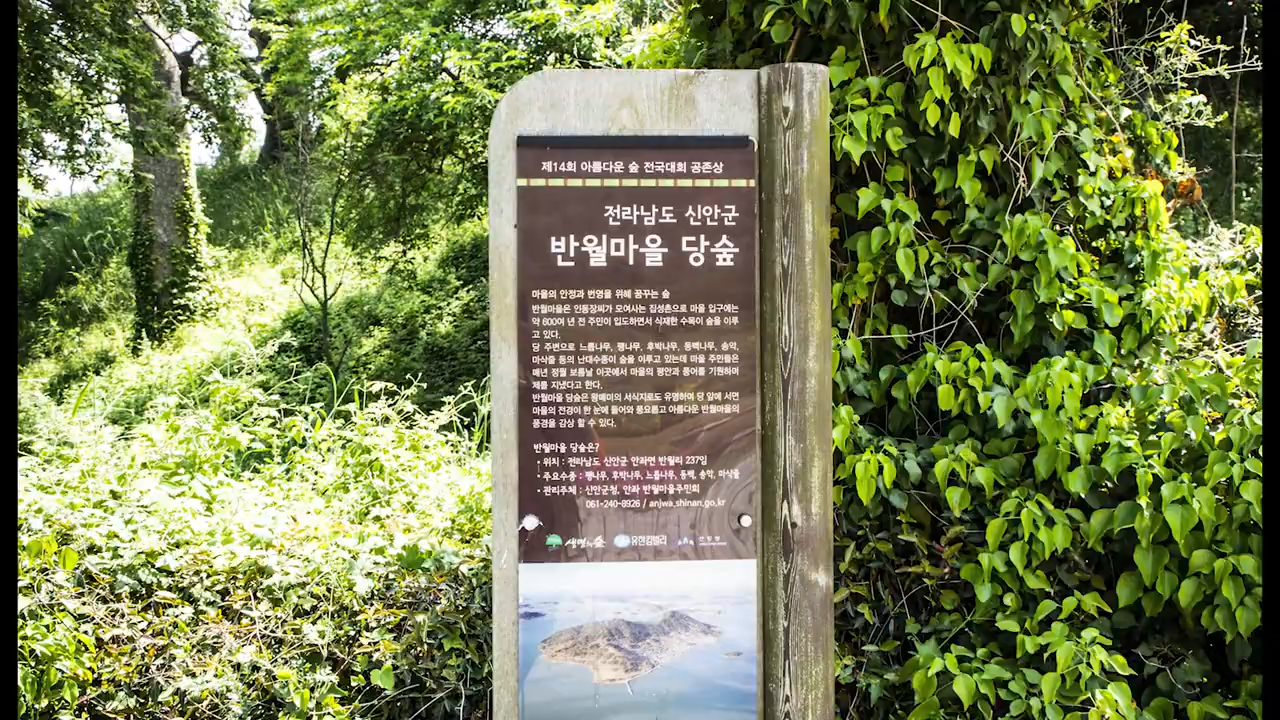 제14회 아름다운 숲 전국대회 공존상
전라남도 신안군
반월마을 당숲
마을의 안정과 번영을 위해 꿈꾸는 숲
반월마을은 인동장씨가 모여사는 집성촌으로 마을 입구에는
약 600여 년 전 주민이 입도하면서 식재한 수목이 숲을 이루
고 있다.
당 주변으로 느릅나무, 팽나무, 후박나무, 동백나무, 송악,
마삭줄 등의 난대수종이 숲을 이루고 있는데 마을 주민들은
매년 정월 보름날 이곳에서 마을의 평안과 풍어를 기원하며
제를 지냈다고 한다.
반월마을 당숲은 왕매미의 서식지로도 유명하며 당 앞에 서면
마을의 전경이 한 눈에 들어와 풍요롭고 아름다운 반월마을의
풍경을 감상 할 수 있다.
반월마을 당숲은?
• 위치 : 전라남도 신안군 안좌면 반월리 237임
• 주요수종 : 팽나무, 후박나무, 느릅나무, 동백, 송악, 마삭줄
• 관리주체 : 신안군청, 안좌 반월마을주민회
061-240-8926 / anjwa.shinan.go.kr
생명의숲 유한킴벌리 산림청